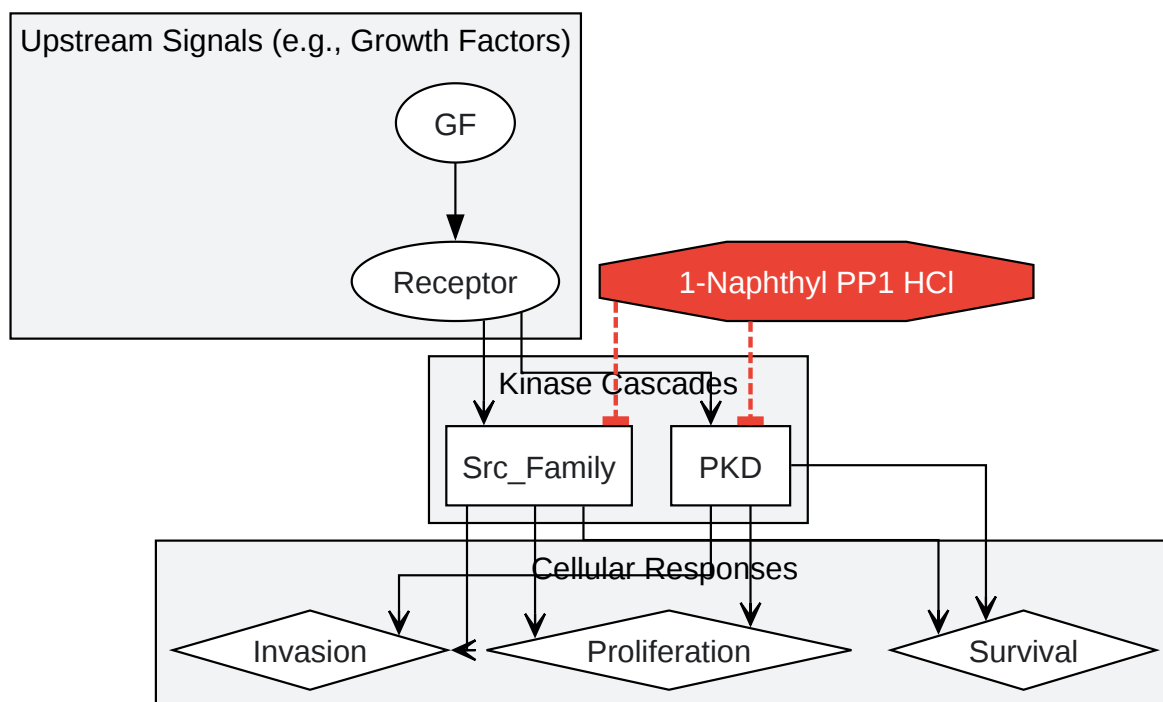 Upstream Signals (e.g., Growth Factors)
GF
Receptor
1-Naphthyl PP1 HCl
Kinase Cascades
Src_Family
PKD
Cellular Responses
Invasion
Proliferation
Survival